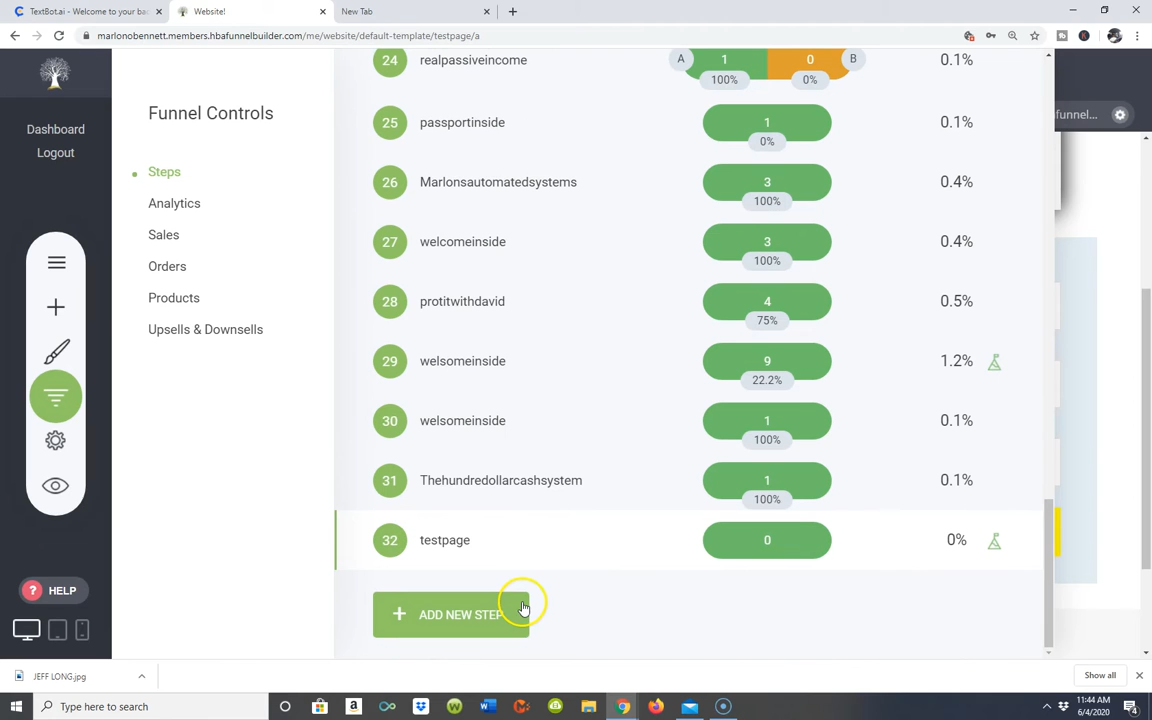 TextBot.ai - Welcome to your ba
Website!
New Tab
marlonobennett.members.hbafunnelbuilder.com/me/website/default-template/testpage/a
Dashboard
Logout
HELP
Funnel Controls
Steps
Analytics
Sales
Orders
Products
Upsells & Downsells
24 realpassiveincome A 1 0 B 0.1%
100% 0%
25 passportinside 1 0.1%
0%
26 Marlonsautomatedsystems 3 0.4%
100%
27 welcomeinside 3 0.4%
100%
28 protitwithdavid 4 0.5%
75%
29 welsomeinside 9 1.2%
22.2%
30 welsomeinside 1 0.1%
100%
31 Thehundredollarcashsystem 1 0.1%
100%
32 testpage 0 0%
+ ADD NEW STEP
funnel...
JEFF LONG.jpg
Show all
Type here to search
11:44 AM
6/4/2020
4